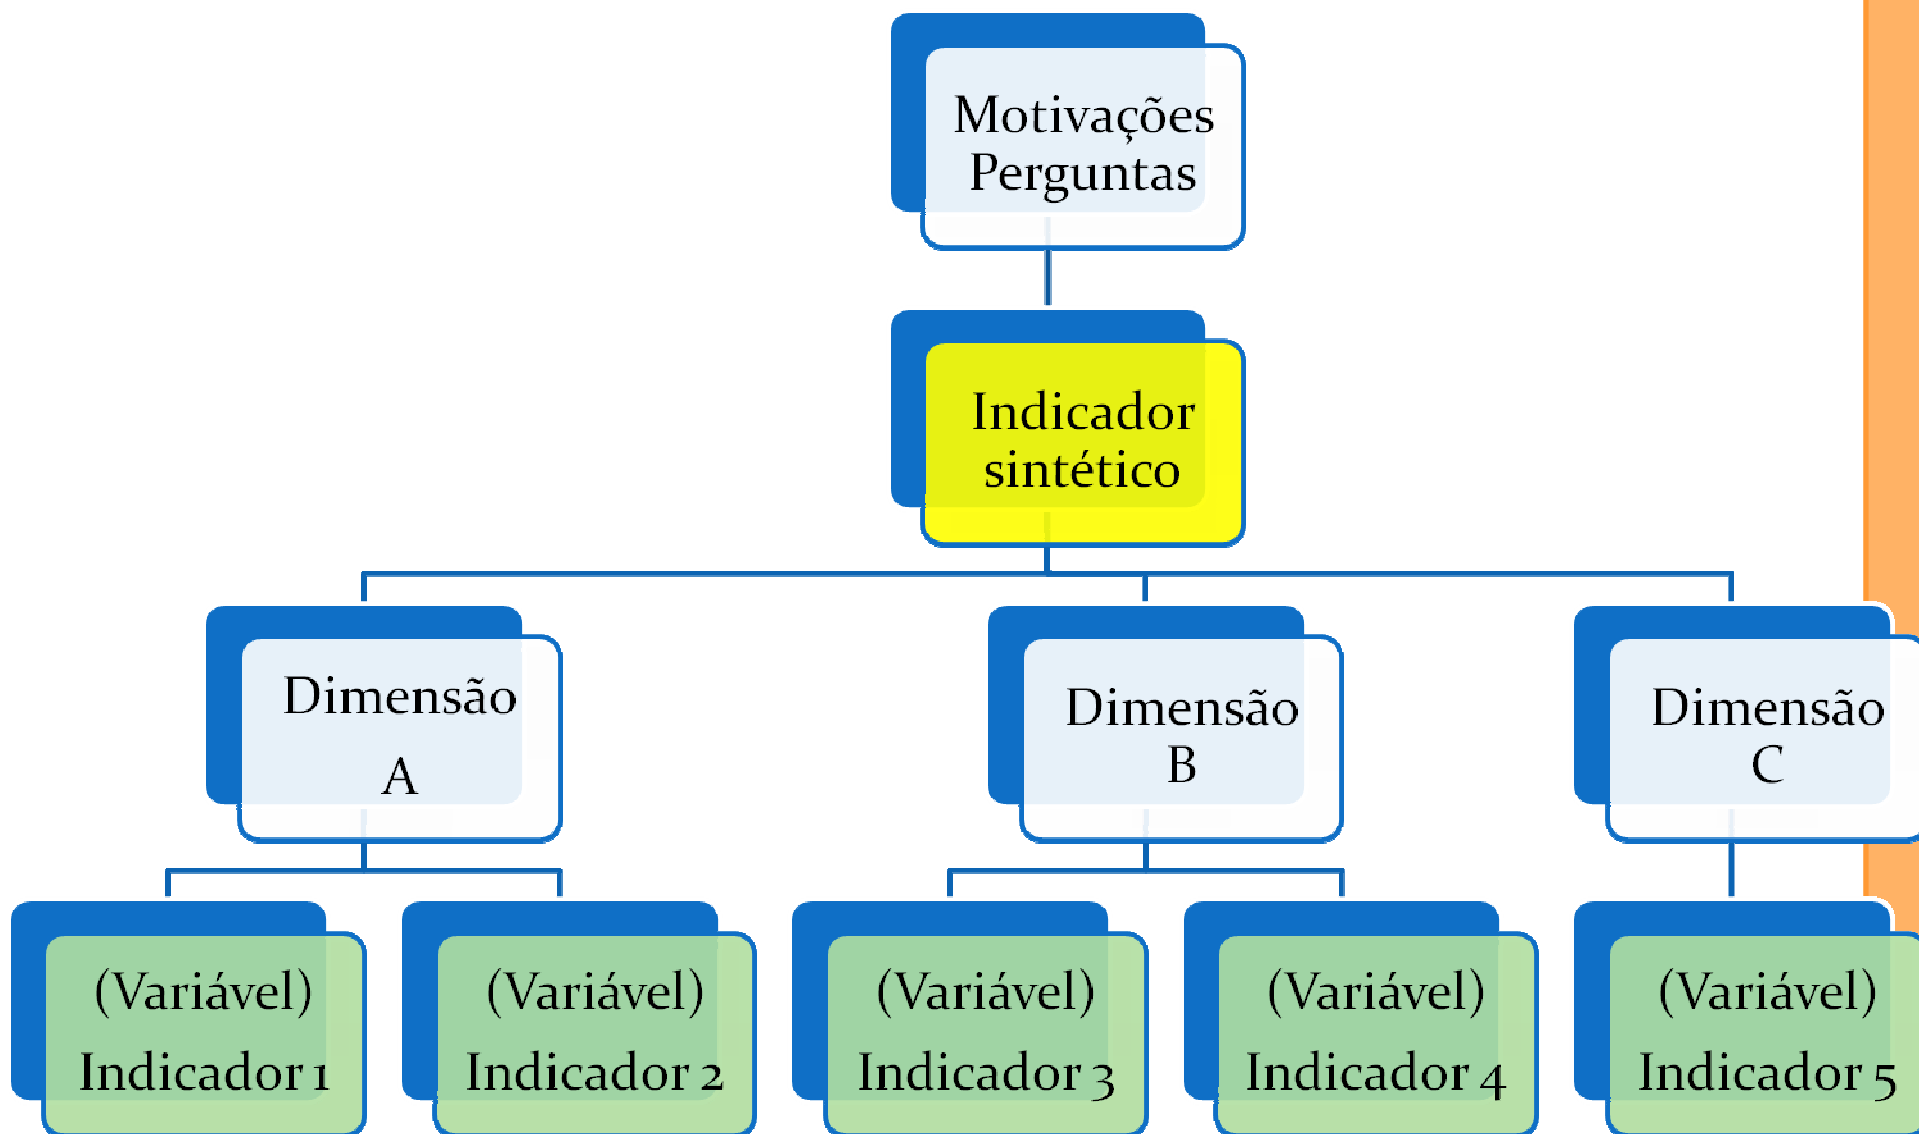 Motivações
Perguntas
Indicador
sintético
Dimensão
A
Dimensão
B
Dimensão
C
(Variável)
Indicador 1
(Variável)
Indicador 2
(Variável)
Indicador 3
(Variável)
Indicador 4
(Variável)
Indicador 5